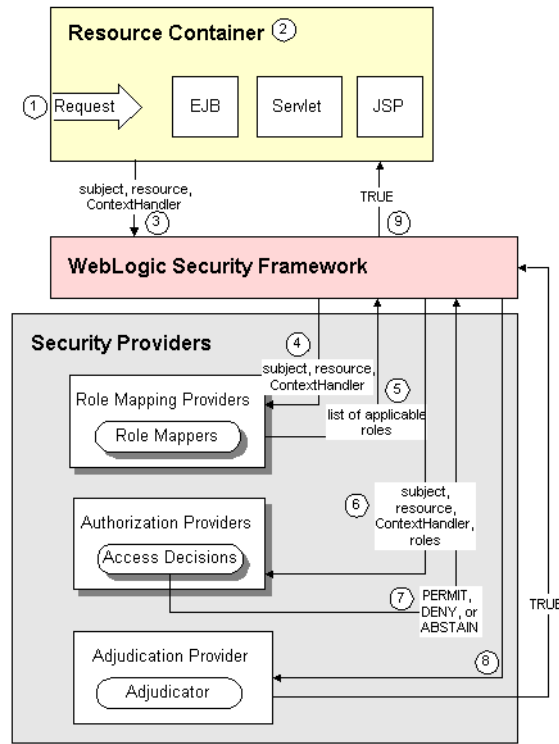 Resource Container 2
1 Request
EJB
Servlet
JSP
subject, resource,
ContextHandler
3
TRUE
9
WebLogic Security Framework
Security Providers
4
subject, resource,
ContextHandler
5
list of applicable
roles
Role Mapping Providers
Role Mappers
6
subject,
resource,
ContextHandler,
roles
Authorization Providers
Access Decisions
7
PERMIT,
DENY, or
ABSTAIN
TRUE
8
Adjudication Provider
Adjudicator